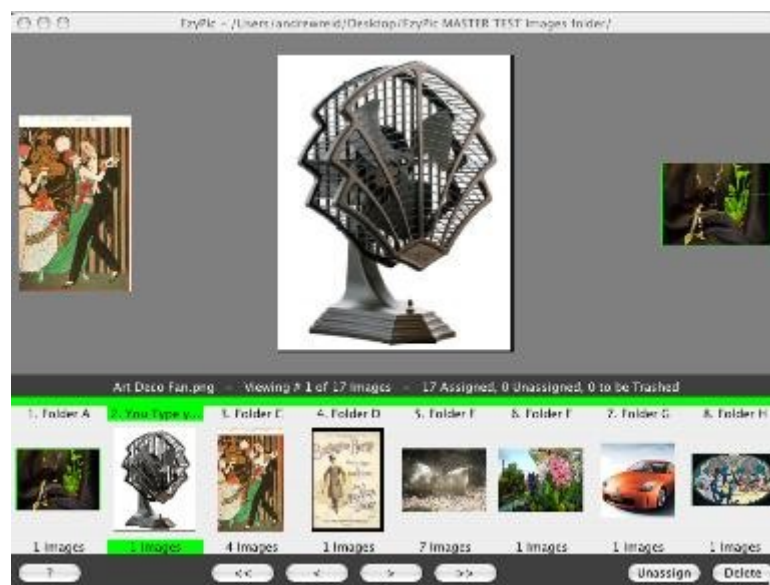 EzyPic - /Users/andrewreid/Desktop/EzyPic MASTER TEST Images folder/
Art Deco Fan.png - Viewing # 1 of 17 Images - 17 Assigned, 0 Unassigned, 0 to be Trashed
1. Folder A 2. You Type y... 3. Folder C 4. Folder D 5. Folder E 6. Folder F 7. Folder G 8. Folder H
1 Images 1 Images 4 Images 1 Images 7 Images 1 Images 1 Images 1 Images
? << < > >> Unassign Delete